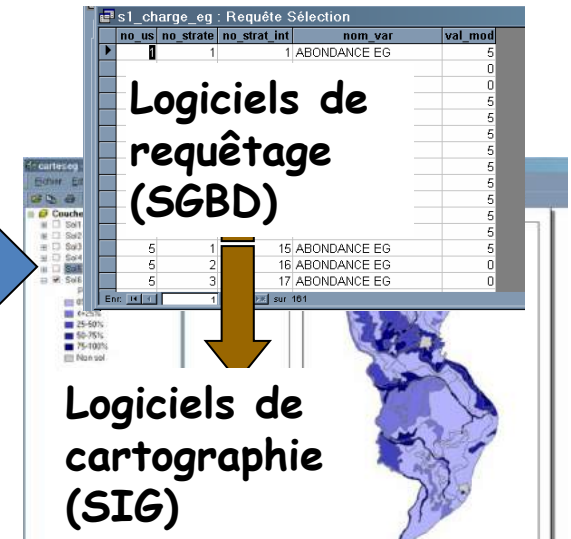 s1_charge_eg : Requête Sélection
no_us no_strate no_strat_int nom_var val_mod
1 1 1 ABONDANCE EG 5
0
0
5
5
5
5
5
5
5
5
5 1 15 ABONDANCE EG 5
5 2 16 ABONDANCE EG 0
5 3 17 ABONDANCE EG 0
Enr: 1 sur 161
Logiciels de
requêtage
(SGBD)
carteseg
Couche
Sol1
Sol2
Sol3
Sol4
Sol5
Sol6
25-50%
50-75%
75-100%
Non sol
Logiciels de
cartographie
(SIG)